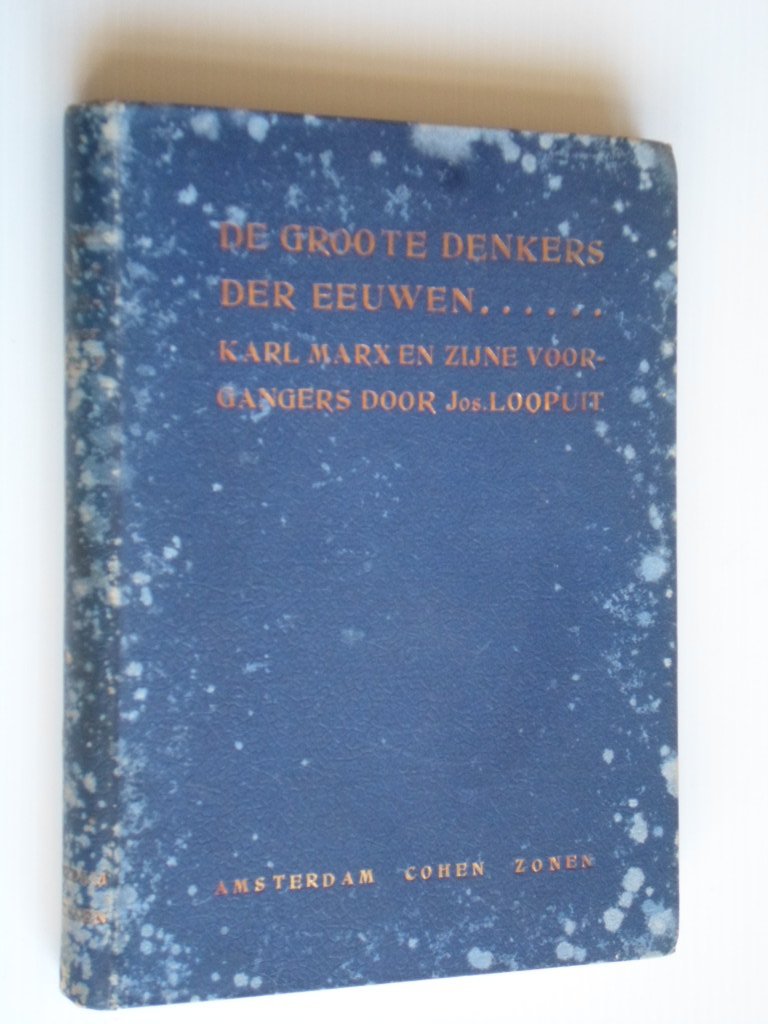 DE GROOTE DENKERS
DER EEUWEN......
KARL MARX EN ZIJNE VOOR-
GANGERS DOOR Jos. LOOPUIT
AMSTERDAM COHEN ZONEN